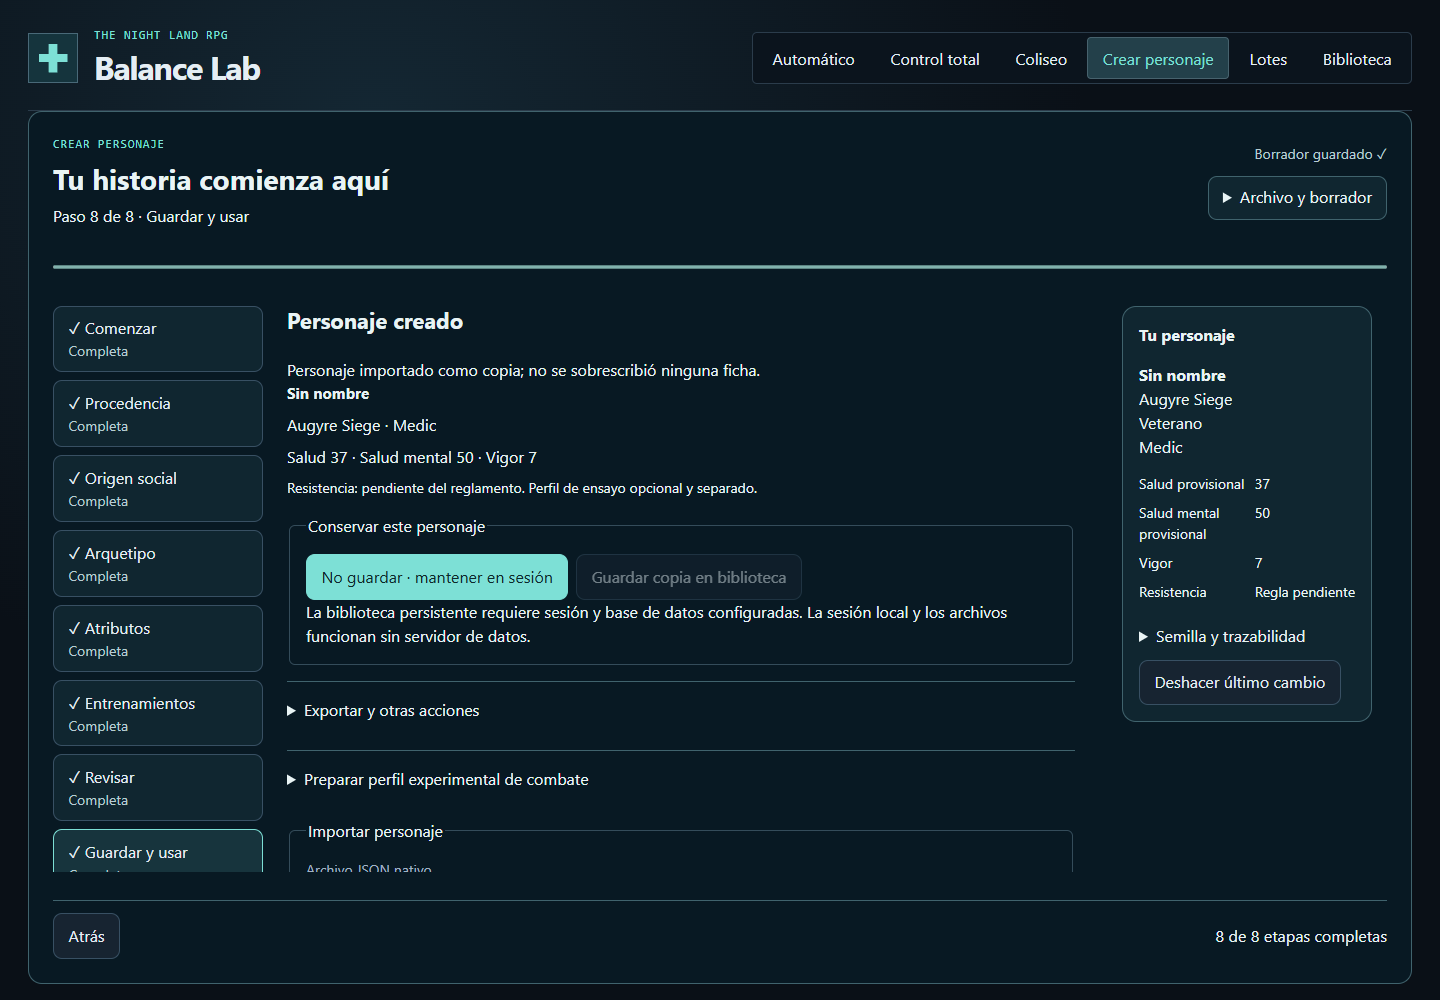 THE NIGHT LAND RPG
Balance Lab
Automático
Control total
Coliseo
Crear personaje
Lotes
Biblioteca
CREAR PERSONAJE
Tu historia comienza aquí
Paso 8 de 8 · Guardar y usar
Borrador guardado ✓
▶ Archivo y borrador
✓ Comenzar
Completa
✓ Procedencia
Completa
✓ Origen social
Completa
✓ Arquetipo
Completa
✓ Atributos
Completa
✓ Entrenamientos
Completa
✓ Revisar
Completa
✓ Guardar y usar
Personaje creado
Personaje importado como copia; no se sobrescribió ninguna ficha.
Sin nombre
Augyre Siege · Medic
Salud 37 · Salud mental 50 · Vigor 7
Resistencia: pendiente del reglamento. Perfil de ensayo opcional y separado.
Conservar este personaje
No guardar · mantener en sesión
Guardar copia en biblioteca
La biblioteca persistente requiere sesión y base de datos configuradas. La sesión local y los archivos
funcionan sin servidor de datos.
▶ Exportar y otras acciones
▶ Preparar perfil experimental de combate
Importar personaje
Archivo JSON nativo
Tu personaje
Sin nombre
Augyre Siege
Veterano
Medic
Salud provisional 37
Salud mental 50
provisional
Vigor 7
Resistencia Regla pendiente
▶ Semilla y trazabilidad
Deshacer último cambio
Atrás
8 de 8 etapas completas